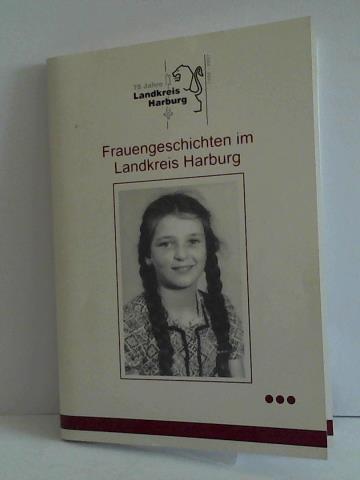 75 Jahre
Landkreis
Harburg
Frauengeschichten im
Landkreis Harburg